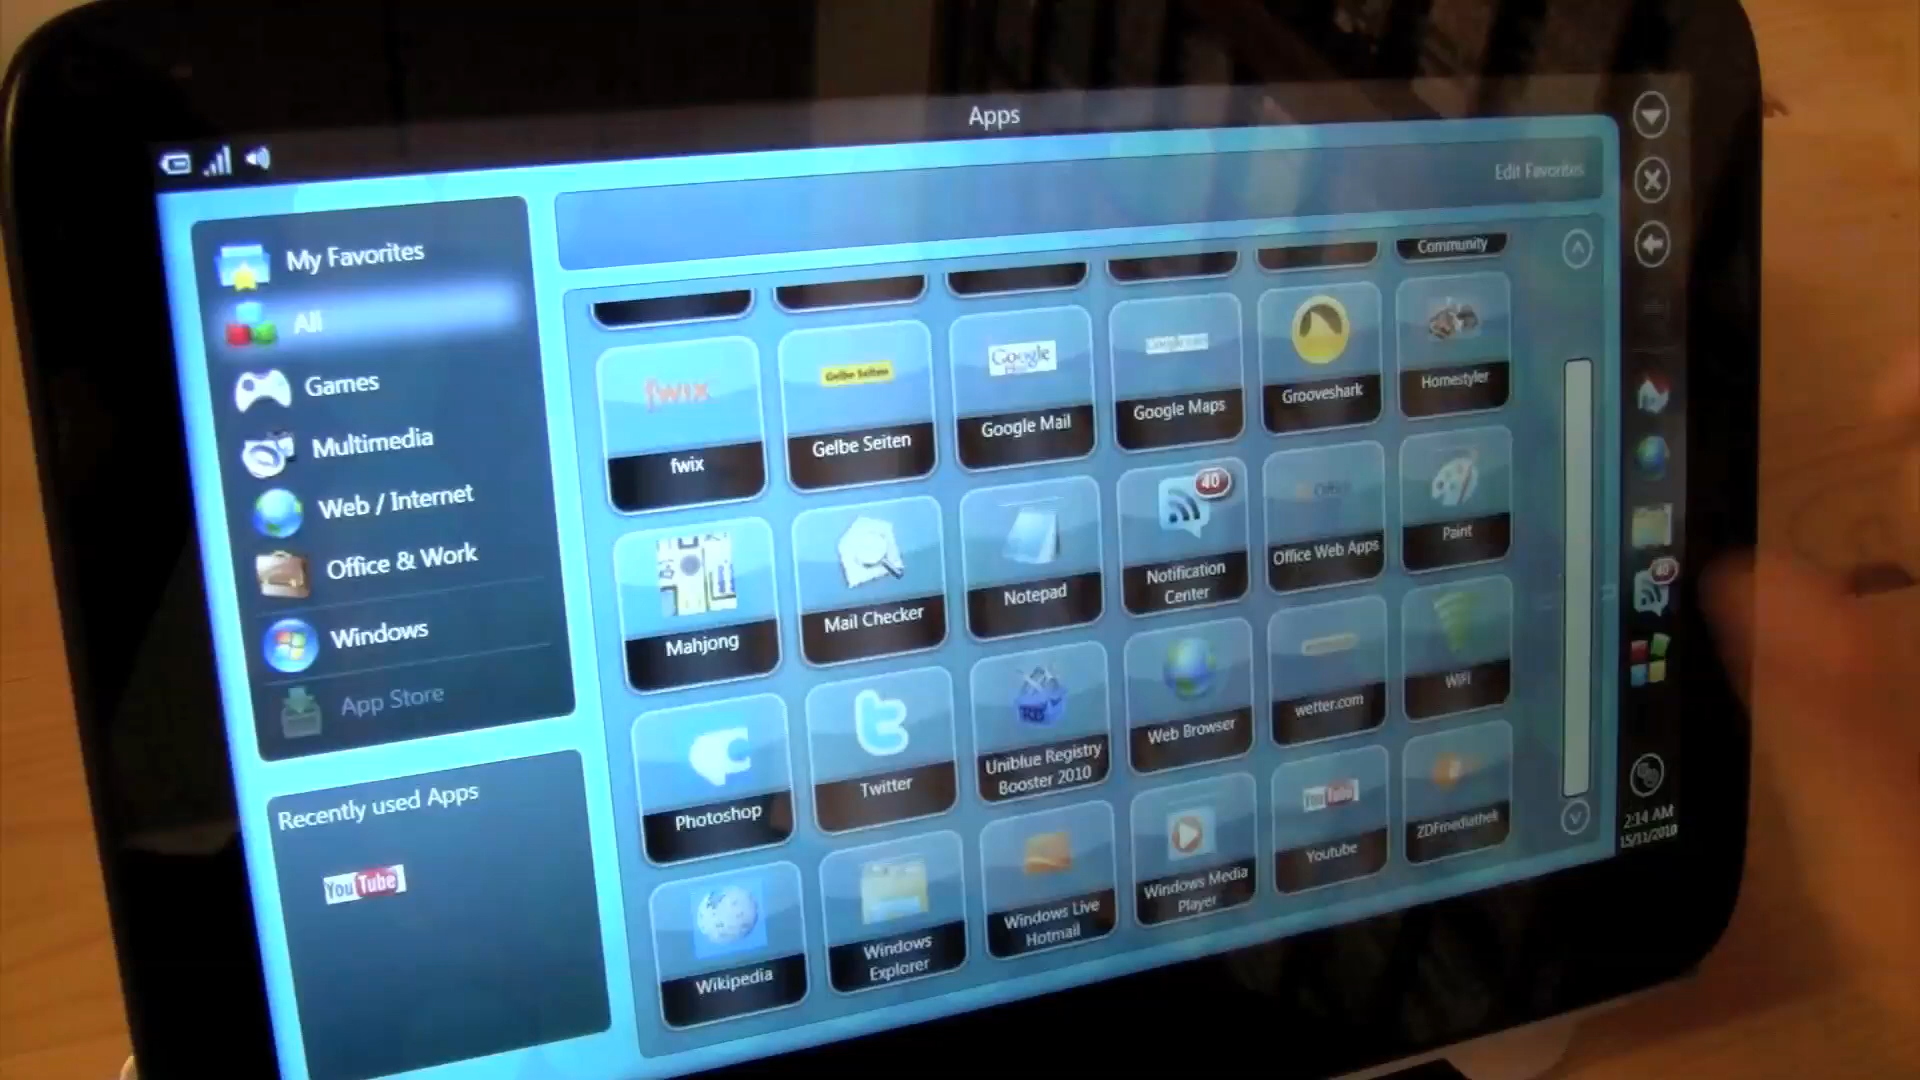 Apps
Edit Favorites
My Favorites
All
Games
Multimedia
Web / Internet
Office & Work
Windows
App Store
Recently used Apps
YouTube
Community
fwix
fwix
Gelbe Seiten
Gelbe Seiten
Google
Google Mail
Google Maps
Grooveshark
Homestyler
Mahjong
Mail Checker
Notepad
40
Notification
Center
Office
Office Web Apps
Paint
Photoshop
Twitter
RB
Uniblue Registry
Booster 2010
Web Browser
wetter.com
WiFi
Wikipedia
Windows
Explorer
Windows Live
Hotmail
Windows Media
Player
YouTube
Youtube
ZDFmediathek
40
2:14 AM
15/11/2010